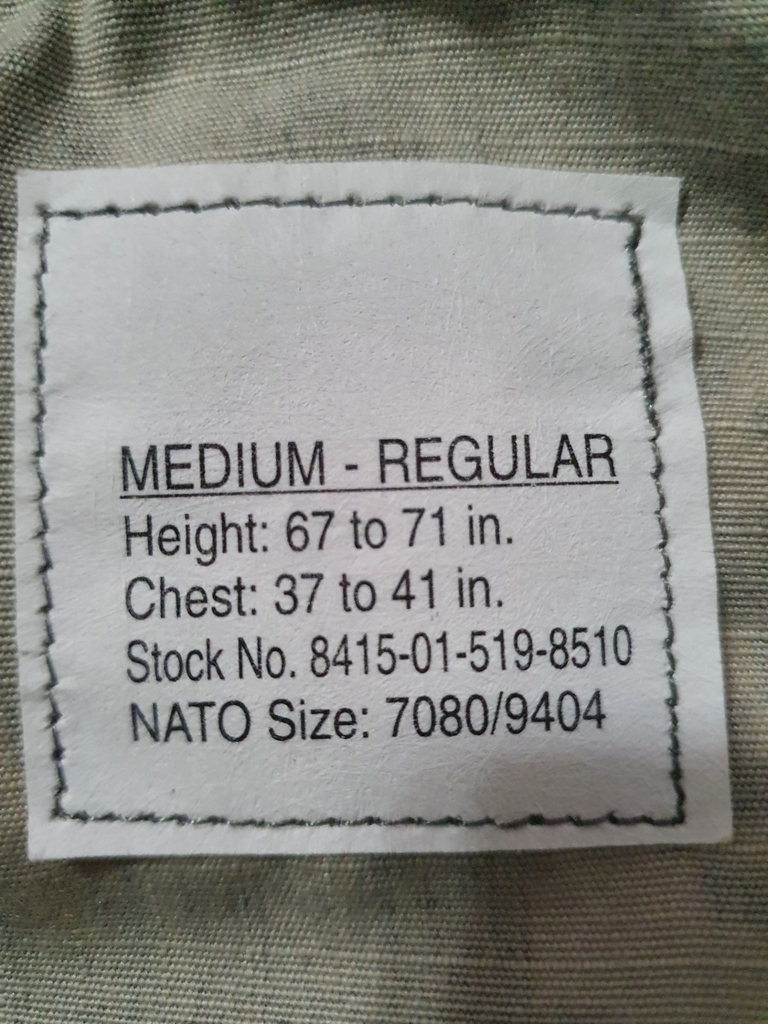 MEDIUM - REGULAR
Height: 67 to 71 in.
Chest: 37 to 41 in.
Stock No. 8415-01-519-8510
NATO Size: 7080/9404